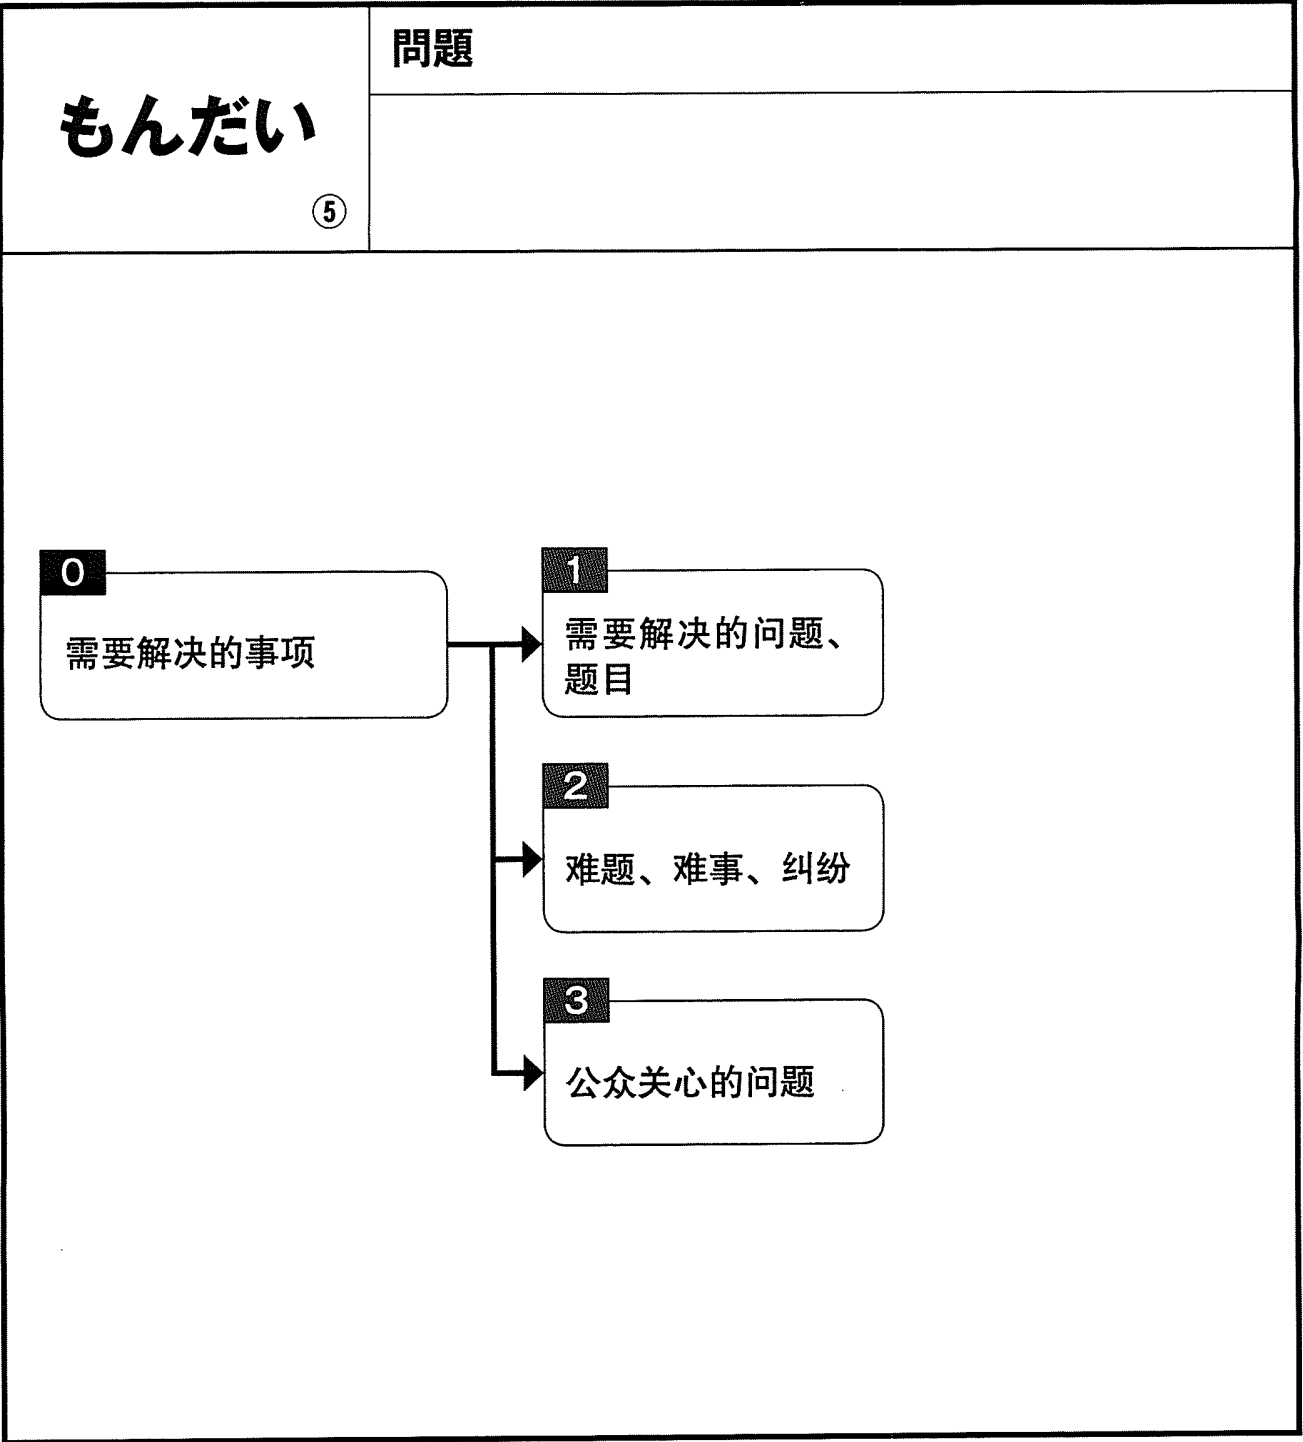 もんだい
⑤
問題
0
需要解决的事项
1
需要解决的问题、
题目
2
难题、难事、纠纷
3
公众关心的问题